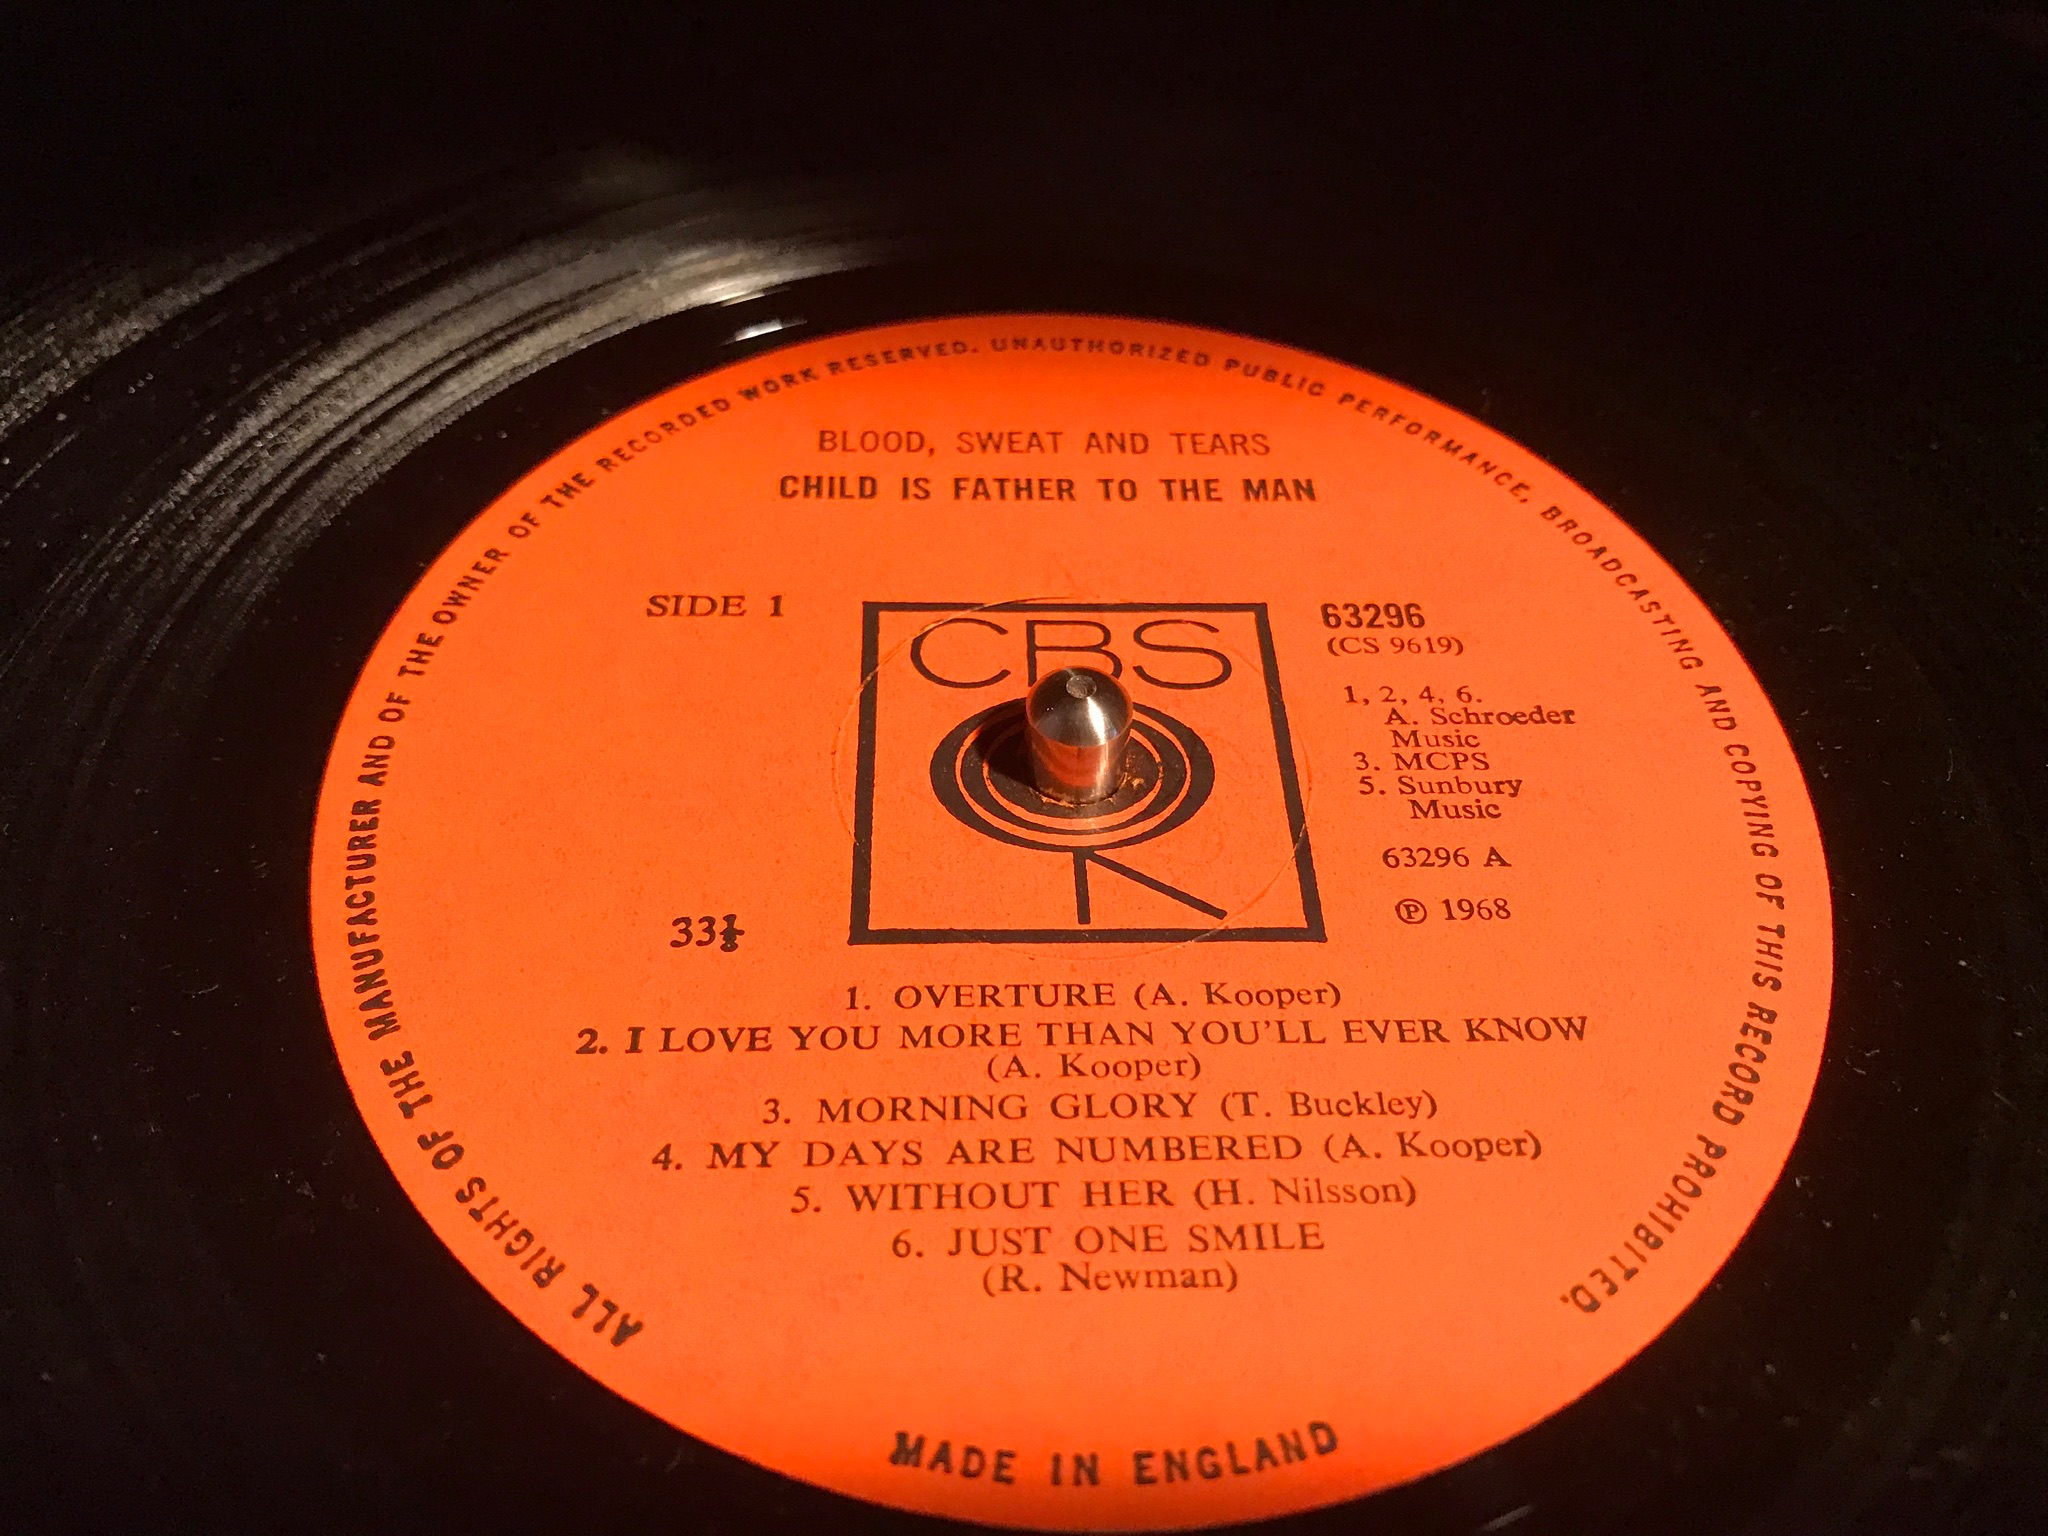 ALL RIGHTS OF THE MANUFACTURER AND OF THE OWNER OF THE RECORDED WORK RESERVED. UNAUTHORIZED PUBLIC PERFORMANCE, BROADCASTING AND COPYING OF THIS RECORD PROHIBITED.
BLOOD, SWEAT AND TEARS
CHILD IS FATHER TO THE MAN
SIDE 1
CBS
63296
(CS 9619)
1, 2, 4, 6.
A. Schroeder
Music
3. MCPS
5. Sunbury
Music
63296 A
℗ 1968
33⅓
1. OVERTURE (A. Kooper)
2. I LOVE YOU MORE THAN YOU'LL EVER KNOW
(A. Kooper)
3. MORNING GLORY (T. Buckley)
4. MY DAYS ARE NUMBERED (A. Kooper)
5. WITHOUT HER (H. Nilsson)
6. JUST ONE SMILE
(R. Newman)
MADE IN ENGLAND